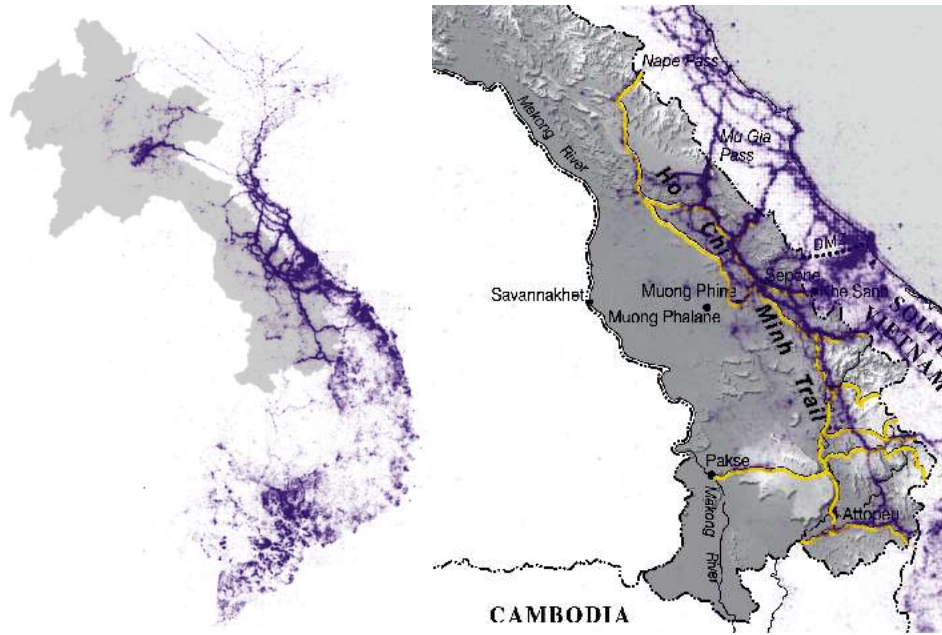 Nape Pass
Mekong
River
Mu Gia
Pass
Ho
Chi
Minh
Trail
DMZ
Sepone
Khe Sanh
Savannakhet
Muong Phine
Muong Phalane
SOUTH
VIETNAM
Pakse
Makong
River
Attopeu
CAMBODIA